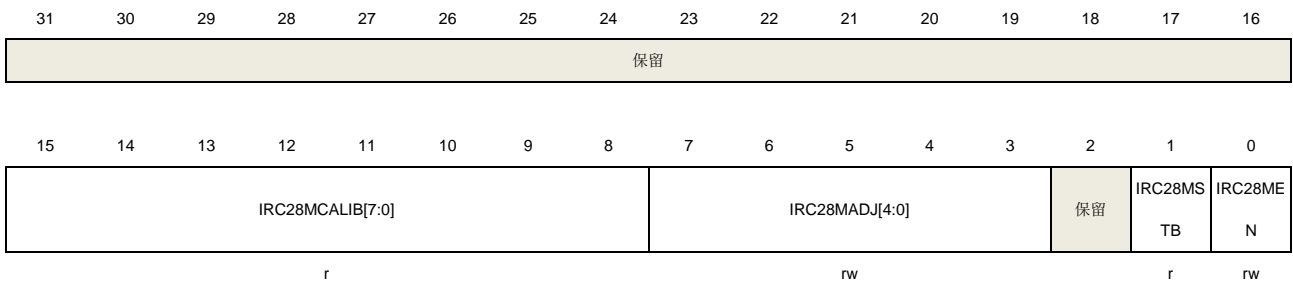 31 30 29 28 27 26 25 24 23 22 21 20 19 18 17 16
保留
15 14 13 12 11 10 9 8 7 6 5 4 3 2 1 0
IRC28MCALIB[7:0] IRC28MADJ[4:0] 保留 IRC28MS IRC28ME
TB N
r rw r rw